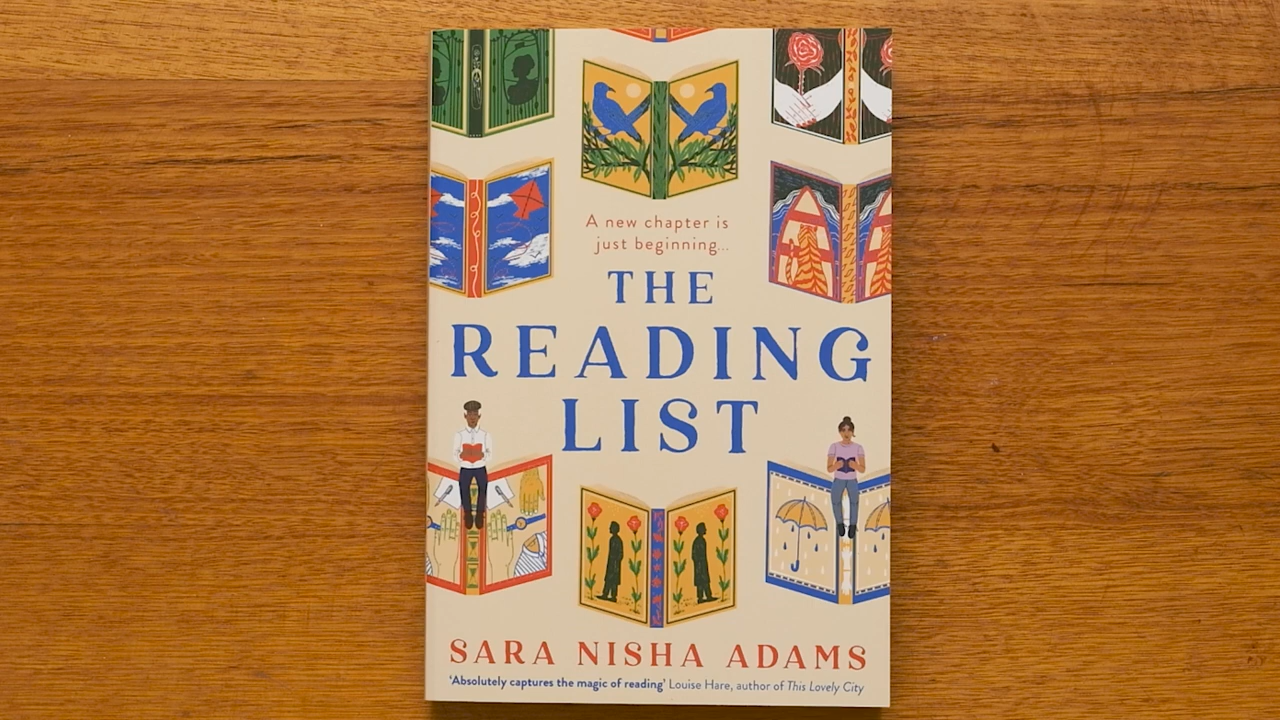 A new chapter is
just beginning...
THE
READING
LIST
SARA NISHA ADAMS
'Absolutely captures the magic of reading' Louise Hare, author of This Lovely City